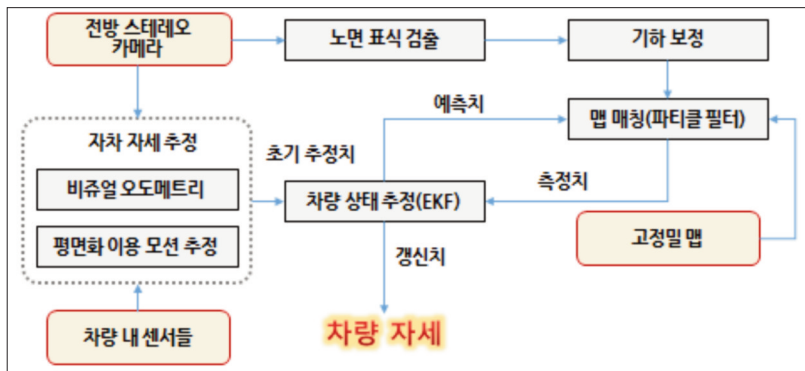 전방 스테레오
카메라
노면 표식 검출
기하 보정
예측치
맵 매칭(파티클 필터)
자차 자세 추정
초기 추정치
비쥬얼 오도메트리
차량 상태 추정(EKF)
측정치
평면화 이용 모션 추정
고정밀 맵
갱신치
차량 내 센서들
차량 자세